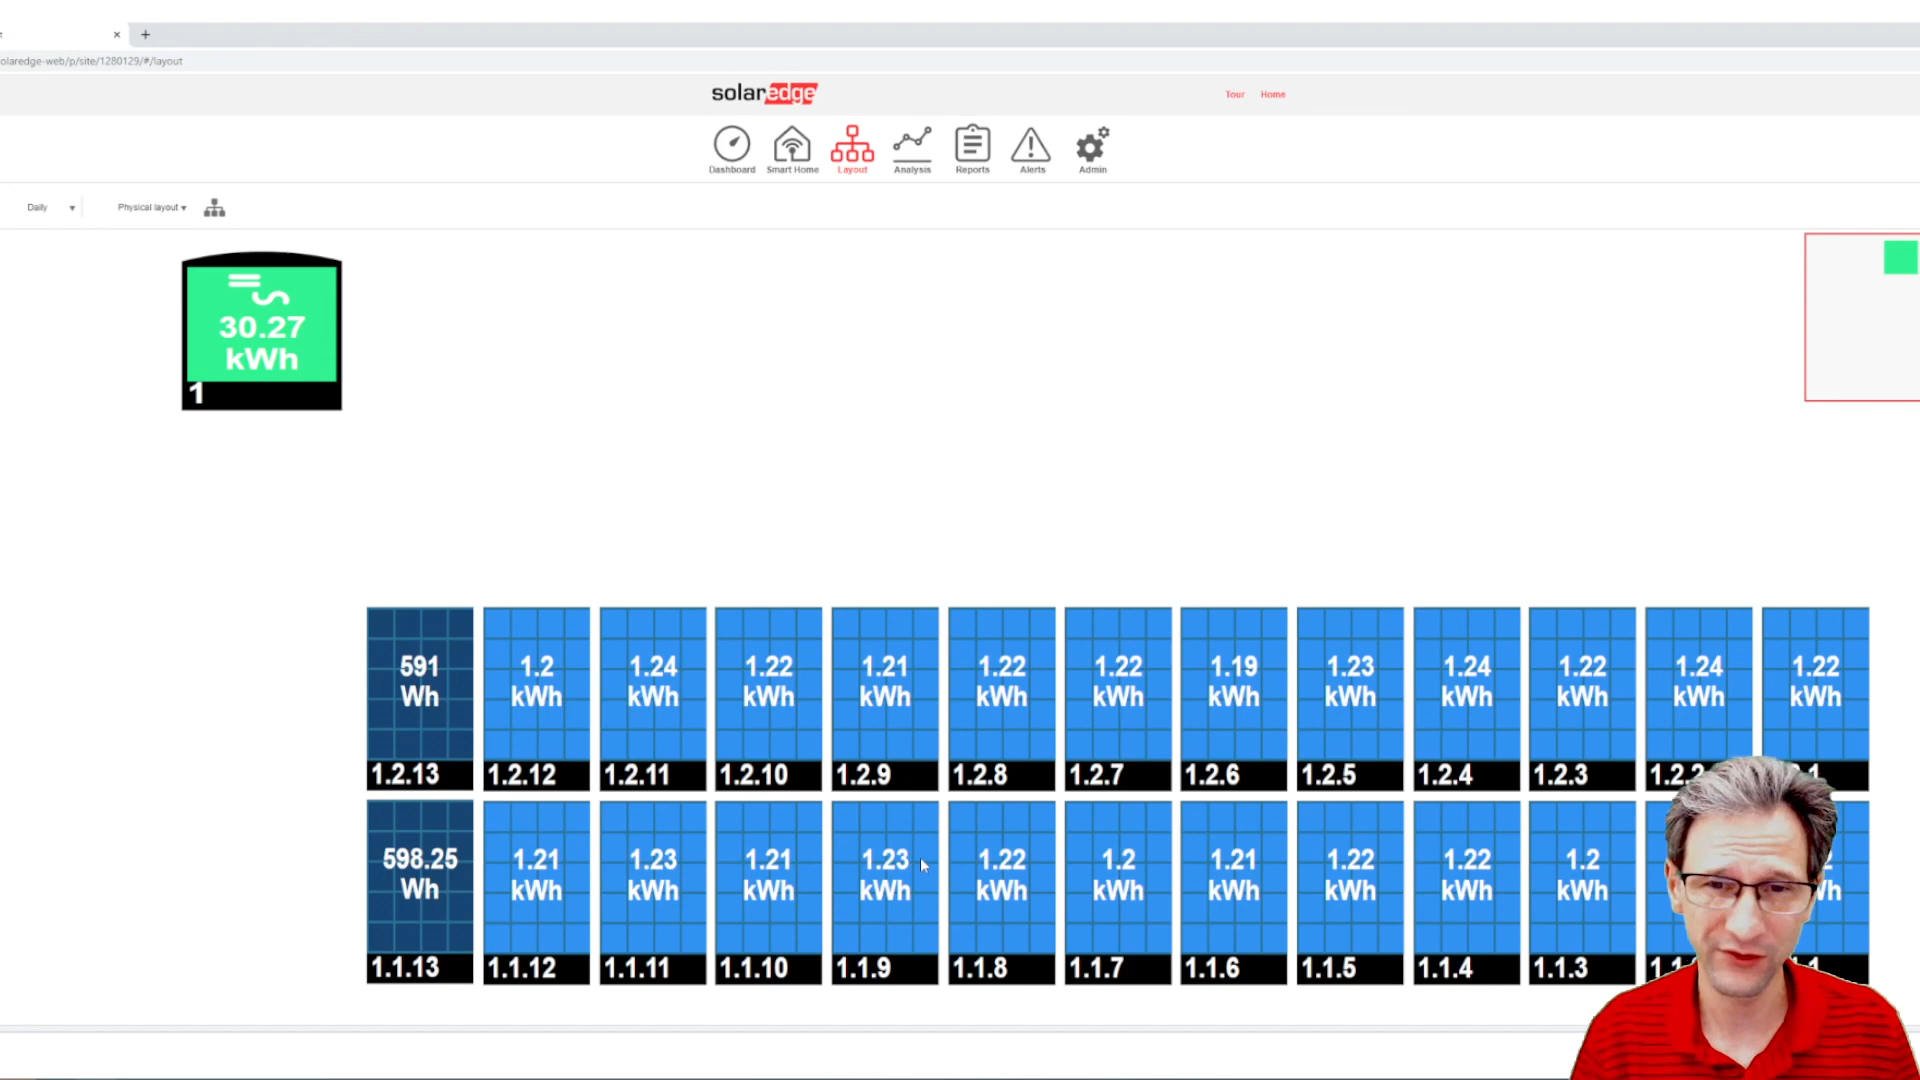 olaredge-web/p/site/1280129/#/layout
solaredge
Tour Home
Dashboard Smart Home Layout Analysis Reports Alerts Admin
Daily Physical layout
30.27
kWh
1
591 1.2 1.24 1.22 1.21 1.22 1.22 1.19 1.23 1.24 1.22 1.24 1.22
Wh kWh kWh kWh kWh kWh kWh kWh kWh kWh kWh kWh kWh
1.2.13 1.2.12 1.2.11 1.2.10 1.2.9 1.2.8 1.2.7 1.2.6 1.2.5 1.2.4 1.2.3 1.2.2
598.25 1.21 1.23 1.21 1.23 1.22 1.2 1.21 1.22 1.22 1.2
Wh kWh kWh kWh kWh kWh kWh kWh kWh kWh kWh
1.1.13 1.1.12 1.1.11 1.1.10 1.1.9 1.1.8 1.1.7 1.1.6 1.1.5 1.1.4 1.1.3